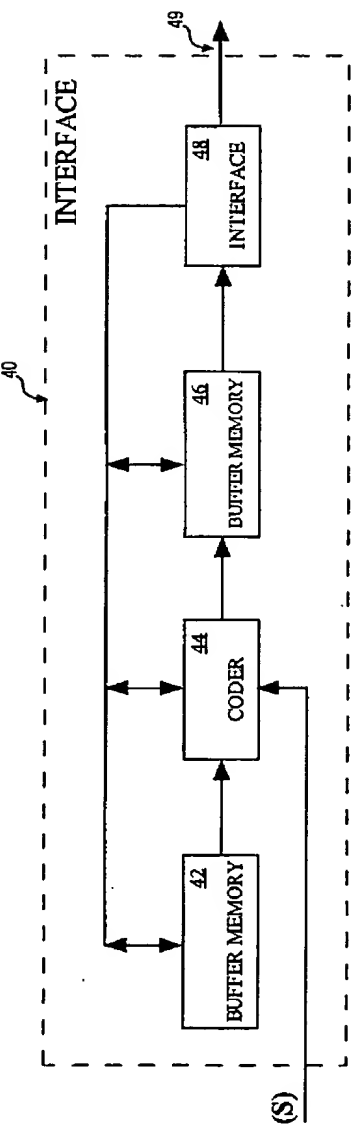 40
49
INTERFACE
42
BUFFER MEMORY
44
CODER
46
BUFFER MEMORY
48
INTERFACE
(S)